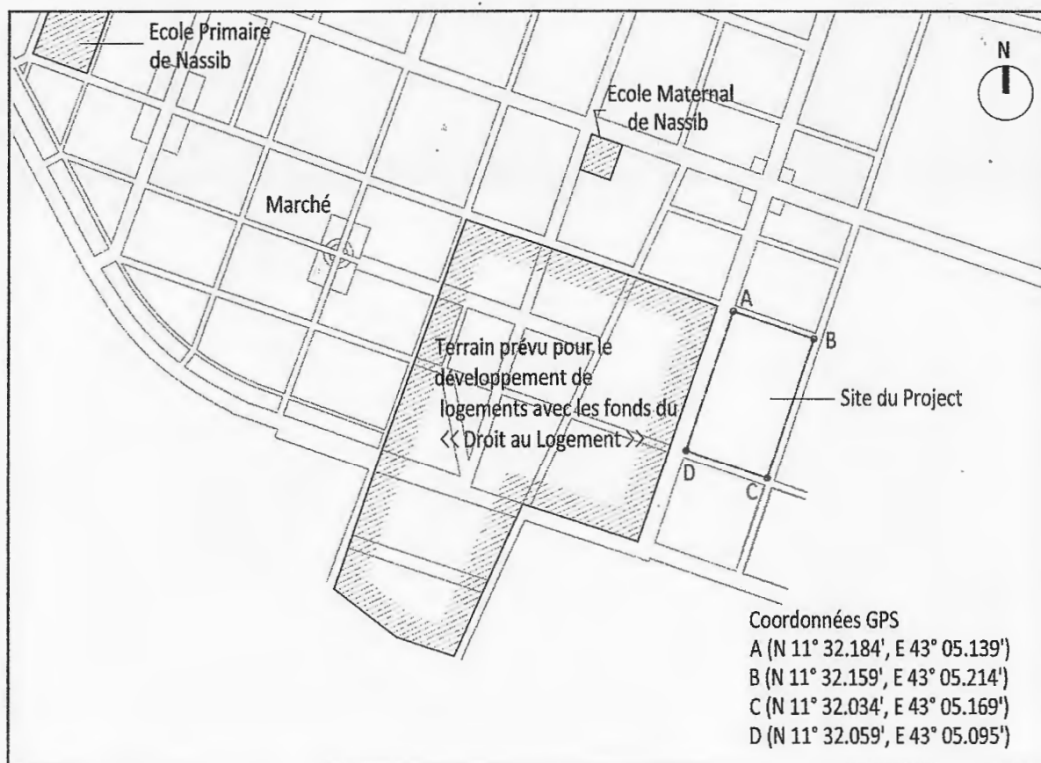 Ecole Primaire
de Nassib
N
Ecole Maternal
de Nassib
Marché
A
B
Terrain prévu pour le
développement de
logements avec les fonds du
<< Droit au Logement >>
Site du Project
D
C
Coordonnées GPS
A (N 11° 32.184', E 43° 05.139')
B (N 11° 32.159', E 43° 05.214')
C (N 11° 32.034', E 43° 05.169')
D (N 11° 32.059', E 43° 05.095')